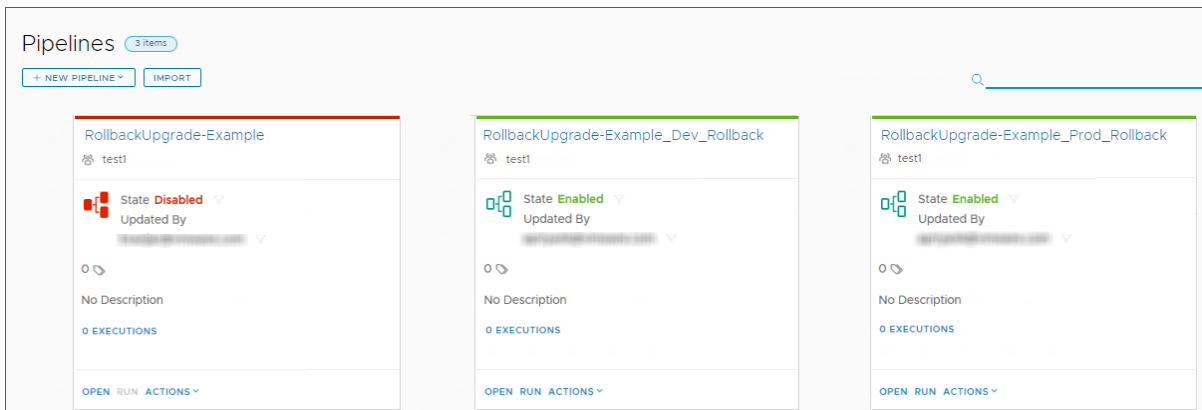 Pipelines 3 items
+ NEW PIPELINE IMPORT
RollbackUpgrade-Example
test1
State Disabled
Updated By
0
No Description
0 EXECUTIONS
OPEN RUN ACTIONS
RollbackUpgrade-Example_Dev_Rollback
test1
State Enabled
Updated By
0
No Description
0 EXECUTIONS
OPEN RUN ACTIONS
RollbackUpgrade-Example_Prod_Rollback
test1
State Enabled
Updated By
0
No Description
0 EXECUTIONS
OPEN RUN ACTIONS